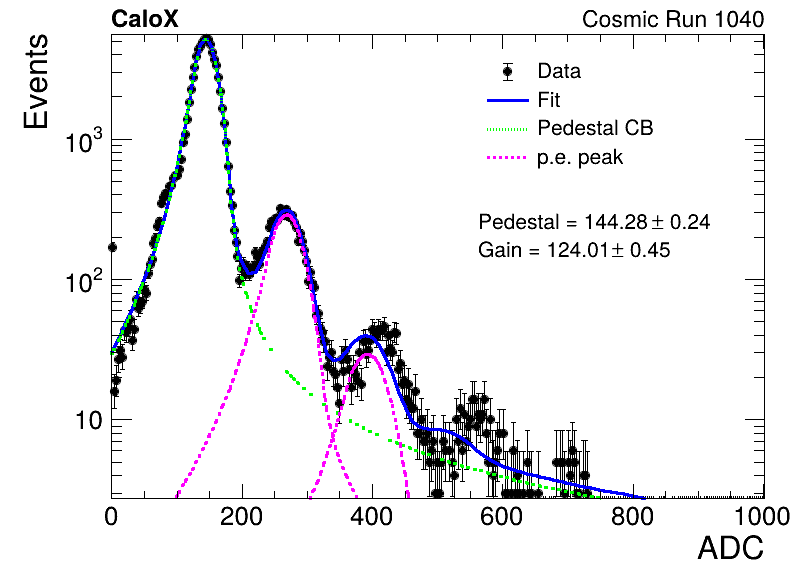 CaloX Cosmic Run 1040
Events
Data
Fit
Pedestal CB
p.e. peak
Pedestal = 144.28 ± 0.24
Gain = 124.01 ± 0.45
10³
10²
10
0 200 400 600 800 1000
ADC